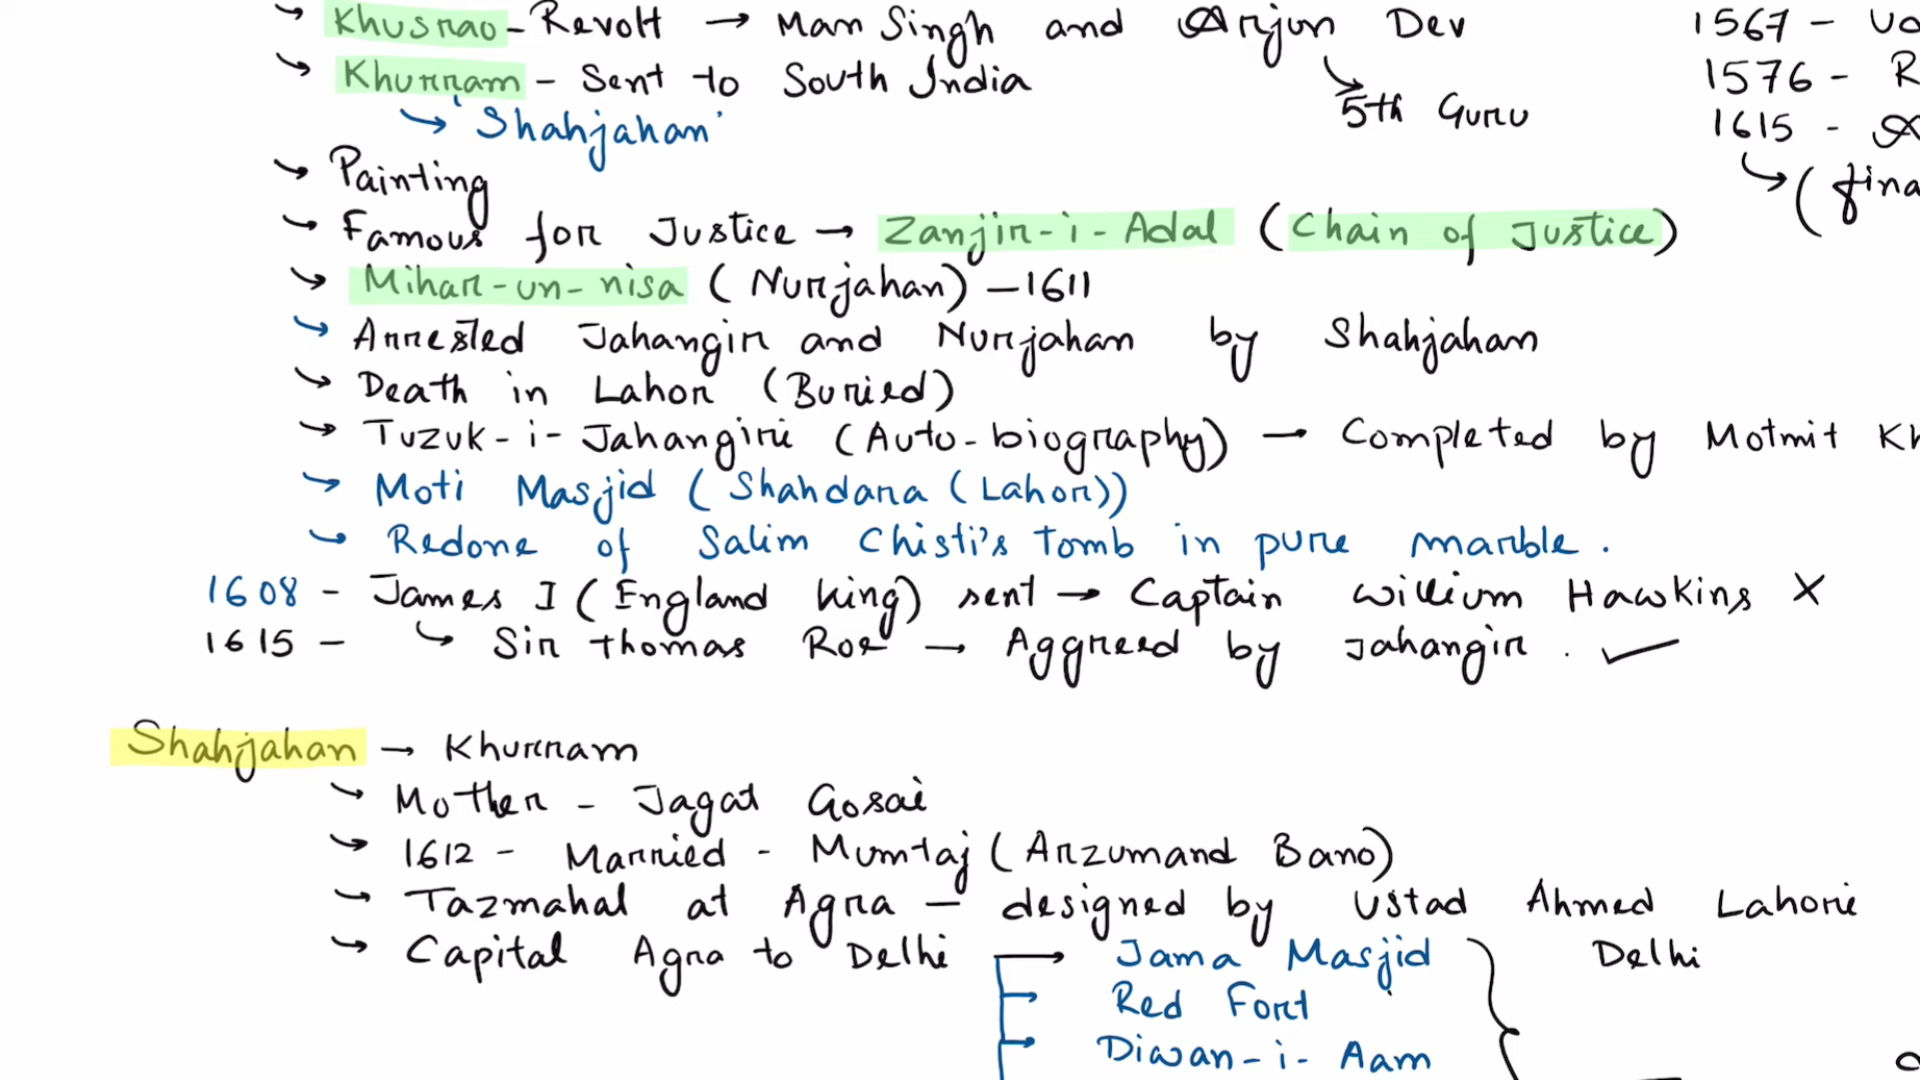 Khusrao - Revolt → Man Singh and Arjun Dev
5th Guru
Khurram - Sent to South India
'Shahjahan'
Painting
Famous for Justice → Zanjir-i-Adal (Chain of Justice)
Mihar-un-nisa (Nurjahan) - 1611
Arrested Jahangir and Nurjahan by Shahjahan
Death in Lahor (Buried)
Tuzuk-i-Jahangiri (Auto-biography) → Completed by Motmit Kh
Moti Masjid (Shahdara (Lahor))
Redone of Salim Chisti's Tomb in pure marble.
1608 - James I (England King) sent → Captain Willium Hawkins X
1615 - Sir Thomas Roe → Aggreed by Jahangir. ✓
1567 -
1576 - R
1615 -
(fina
Shahjahan → Khurram
Mother - Jagat Gosai
1612 - Married - Mumtaj (Arzumand Bano)
Tazmahal at Agra - designed by Ustad Ahmed Lahori
Capital Agra to Delhi → Jama Masjid Delhi
Red Fort
Diwan-i-Aam